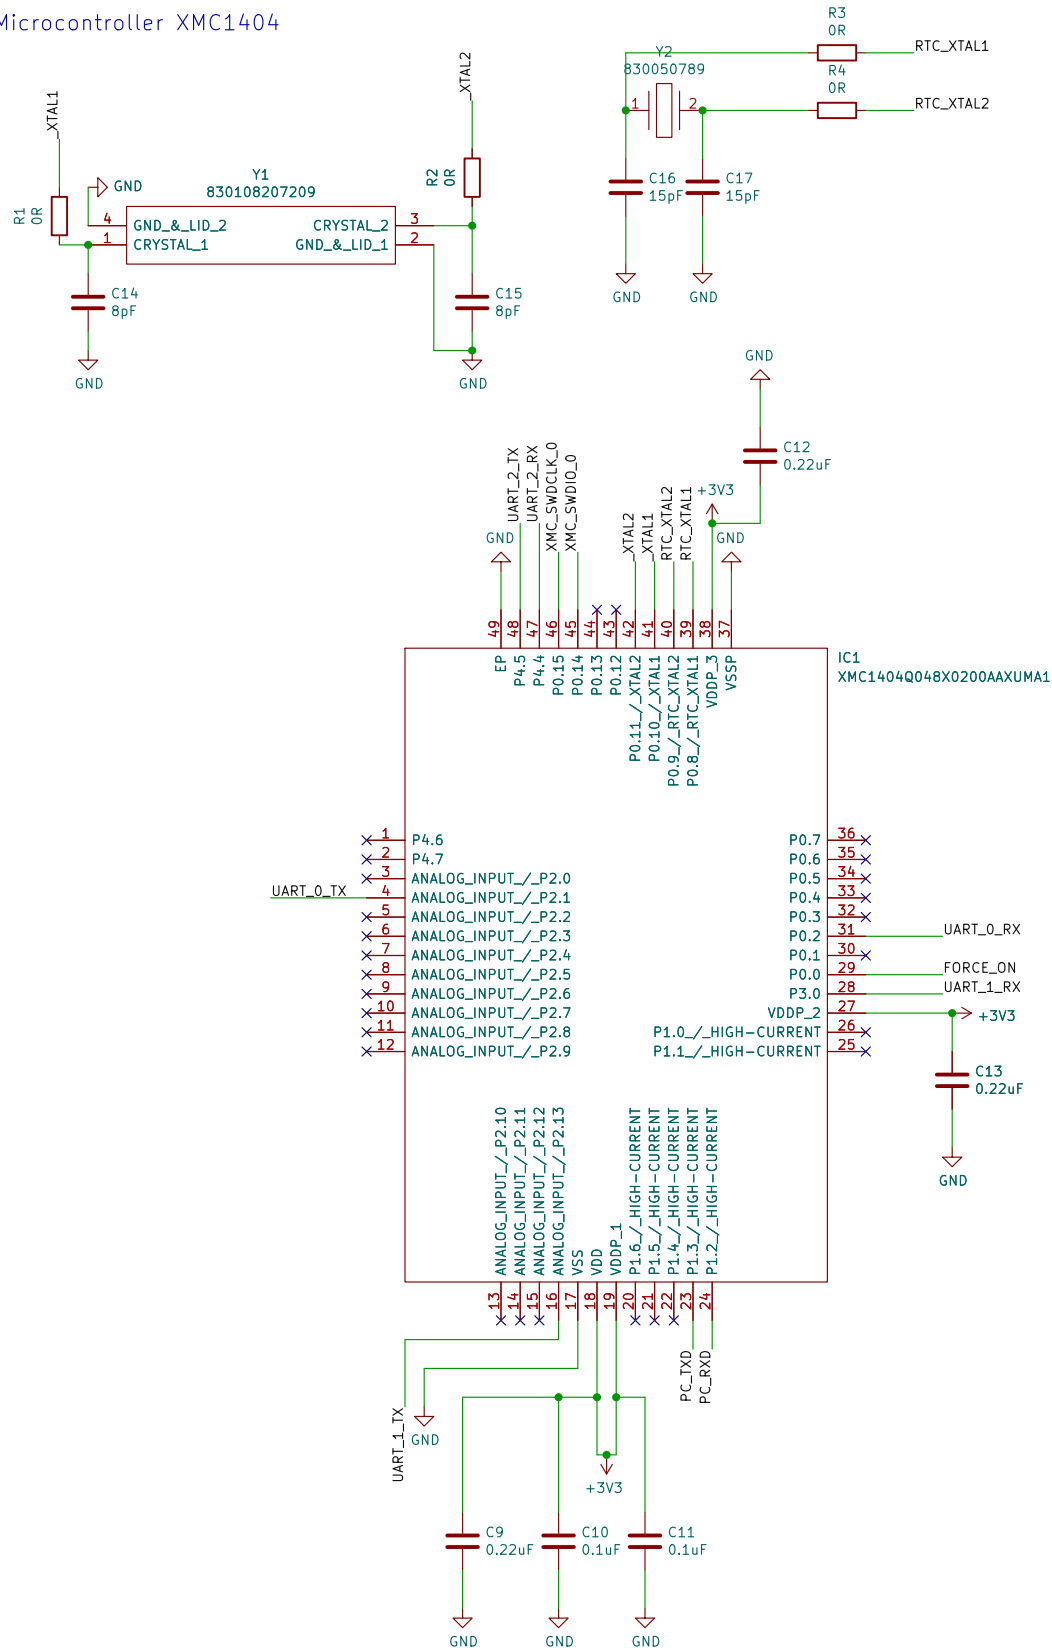 Microcontroller XMC1404
R3
0R
RTC_XTAL1
Y2
830050789
R4
0R
RTC_XTAL2
1
2
C16
15pF
C17
15pF
GND
GND
_XTAL1
_XTAL2
R1
0R
GND
Y1
830108207209
R2
0R
4
GND_&_LID_2
CRYSTAL_2
3
1
CRYSTAL_1
GND_&_LID_1
2
C14
8pF
C15
8pF
GND
GND
GND
C12
0.22uF
+3V3
GND
GND
UART_2_TX
UART_2_RX
XMC_SWDCLK_0
XMC_SWDIO_0
_XTAL2
_XTAL1
RTC_XTAL2
RTC_XTAL1
49
48
47
46
45
44
43
42
41
40
39
38
37
EP
P4.5
P4.4
P0.15
P0.14
P0.13
P0.12
P0.11_/_XTAL2
P0.10_/_XTAL1
P0.9_/_RTC_XTAL2
P0.8_/_RTC_XTAL1
VDDP_3
VSSP
IC1
XMC1404Q048X0200AAXUMA1
1 P4.6
2 P4.7
3 ANALOG_INPUT_/_P2.0
UART_0_TX 4 ANALOG_INPUT_/_P2.1
5 ANALOG_INPUT_/_P2.2
6 ANALOG_INPUT_/_P2.3
7 ANALOG_INPUT_/_P2.4
8 ANALOG_INPUT_/_P2.5
9 ANALOG_INPUT_/_P2.6
10 ANALOG_INPUT_/_P2.7
11 ANALOG_INPUT_/_P2.8
12 ANALOG_INPUT_/_P2.9
P0.7 36
P0.6 35
P0.5 34
P0.4 33
P0.3 32
P0.2 31 UART_0_RX
P0.1 30
P0.0 29 FORCE_ON
P3.0 28 UART_1_RX
VDDP_2 27 +3V3
P1.0_/_HIGH-CURRENT 26
P1.1_/_HIGH-CURRENT 25
C13
0.22uF
GND
ANALOG_INPUT_/_P2.10
ANALOG_INPUT_/_P2.11
ANALOG_INPUT_/_P2.12
ANALOG_INPUT_/_P2.13
VSS
VDD
VDDP_1
P1.6_/_HIGH-CURRENT
P1.5_/_HIGH-CURRENT
P1.4_/_HIGH-CURRENT
P1.3_/_HIGH-CURRENT
P1.2_/_HIGH-CURRENT
13
14
15
16
17
18
19
20
21
22
23
24
PC_TXD
PC_RXD
UART_1_TX
GND
+3V3
C9
0.22uF
C10
0.1uF
C11
0.1uF
GND
GND
GND